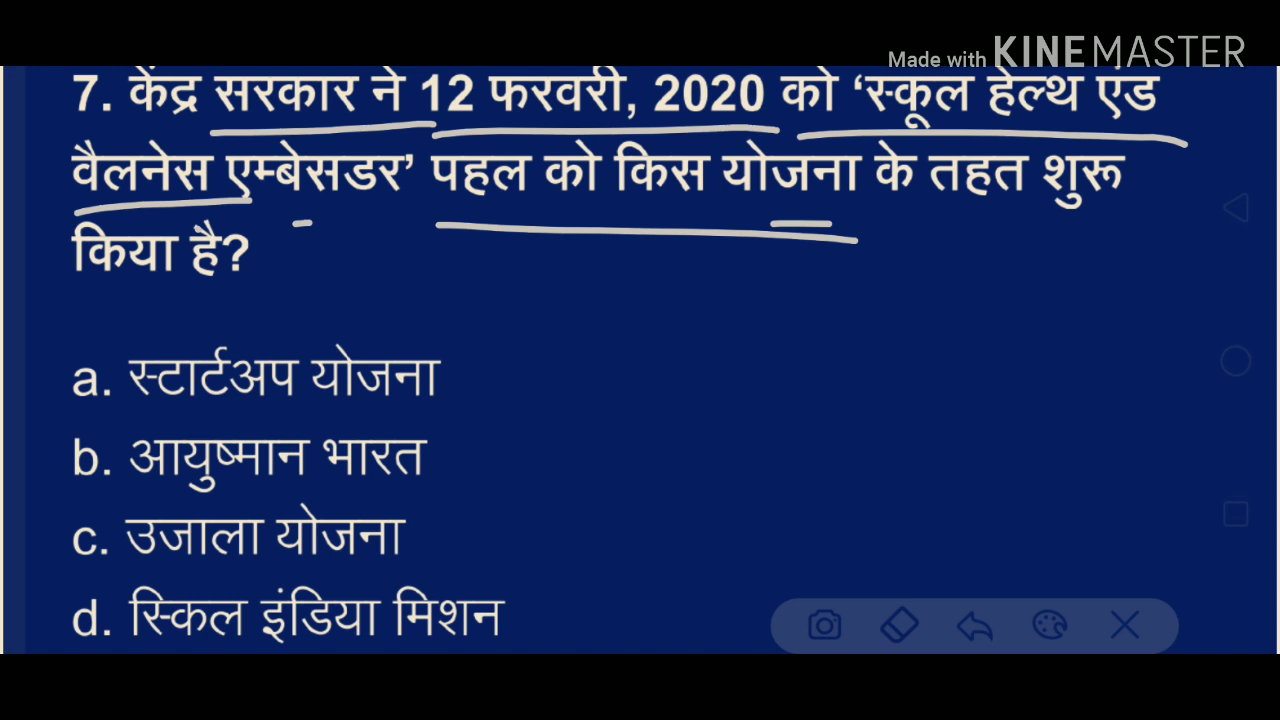 Made with KINEMASTER
7. केंद्र सरकार ने 12 फरवरी, 2020 को ‘स्कूल हेल्थ एंड
वैलनेस एम्बेसडर’ पहल को किस योजना के तहत शुरू
किया है?
a. स्टार्टअप योजना
b. आयुष्मान भारत
c. उजाला योजना
d. स्किल इंडिया मिशन